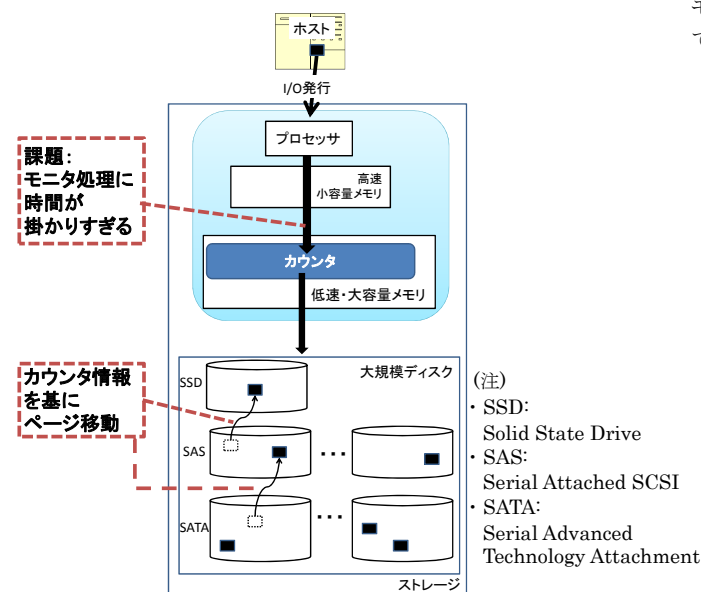 ホスト
I/O発行
プロセッサ
高速
小容量メモリ
課題：
モニタ処理に
時間が
掛かりすぎる
カウンタ
低速・大容量メモリ
カウンタ情報
を基に
ページ移動
大規模ディスク
SSD
SAS
・・・
SATA
・・・
ストレージ
(注)
・SSD:
Solid State Drive
・SAS:
Serial Attached SCSI
・SATA:
Serial Advanced
Technology Attachment